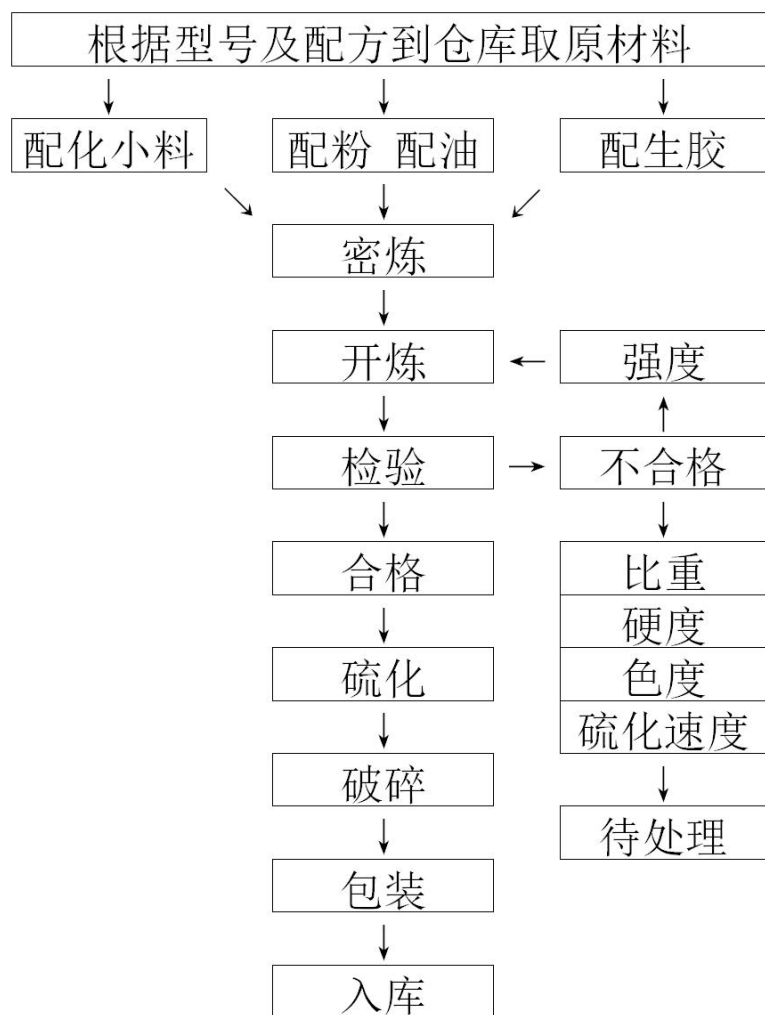 根据型号及配方到仓库取原材料
配化小料 配粉 配油 配生胶
密炼
开炼 强度
检验 不合格
合格 比重
硬度
硫化 色度
硫化速度
破碎
待处理
包装
入库